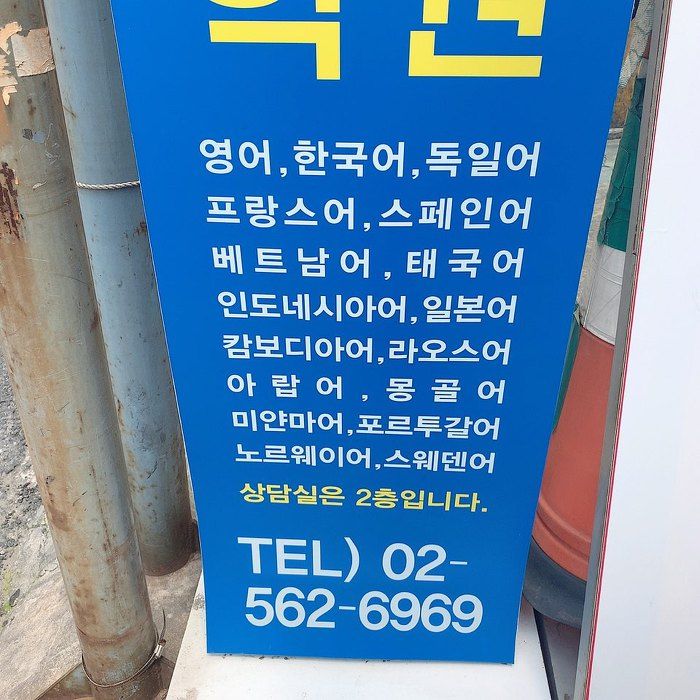 학원
영어,한국어,독일어
프랑스어,스페인어
베트남어,태국어
인도네시아어,일본어
캄보디아어,라오스어
아랍어,몽골어
미얀마어,포르투갈어
노르웨이어,스웨덴어
상담실은 2층입니다.
TEL) 02-
562-6969